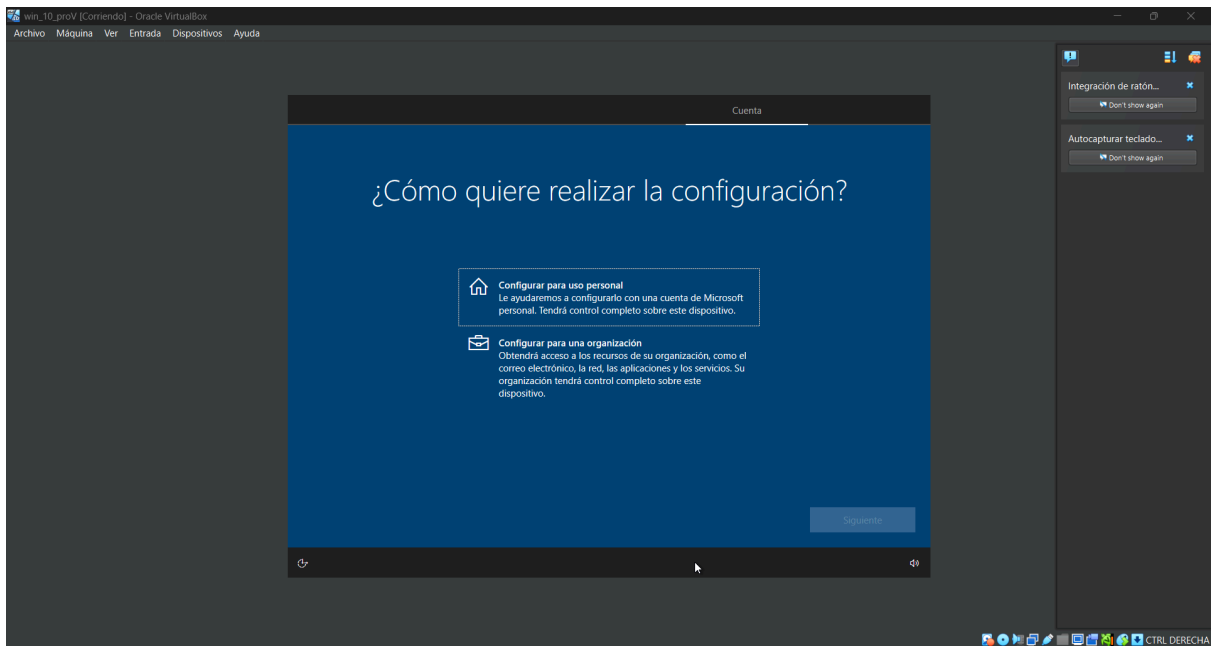 win_10_proV [Corriendo] - Oracle VirtualBox
Archivo Máquina Ver Entrada Dispositivos Ayuda
Integración de ratón...
Don't show again
Autocapturar teclado...
Don't show again
Cuenta
¿Cómo quiere realizar la configuración?
Configurar para uso personal
Le ayudaremos a configurarlo con una cuenta de Microsoft
personal. Tendrá control completo sobre este dispositivo.
Configurar para una organización
Obtendrá acceso a los recursos de su organización, como el
correo electrónico, la red, las aplicaciones y los servicios. Su
organización tendrá control completo sobre este
dispositivo.
Siguiente
CTRL DERECHA